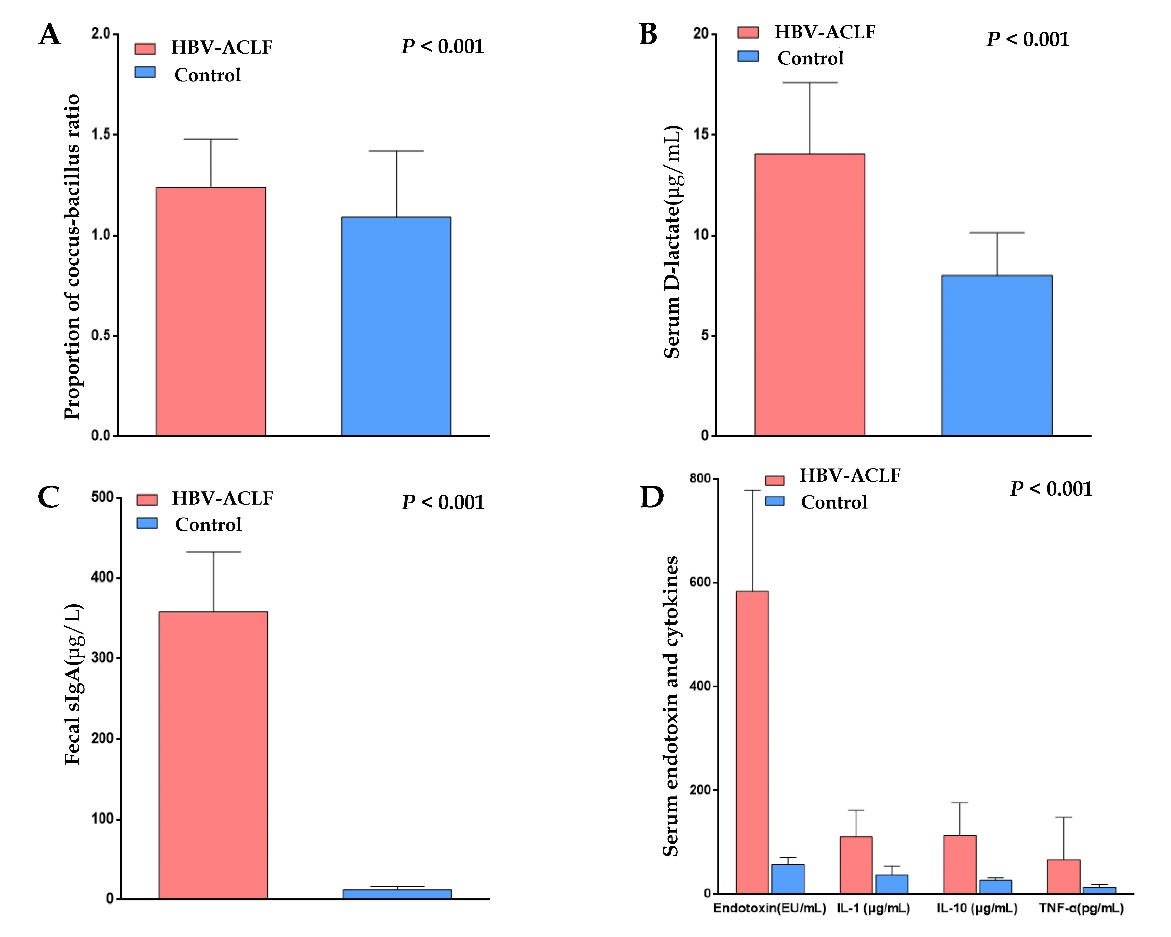 A
HBV-ACLF
Control
P < 0.001
Proportion of coccus-bacillus ratio
2.0
1.5
1.0
0.5
0.0
B
HBV-ACLF
Control
P < 0.001
Serum D-lactate(µg/mL)
20
15
10
5
0
C
HBV-ACLF
Control
P < 0.001
Fecal sIgA(µg/L)
500
400
300
200
100
0
D
HBV-ACLF
Control
P < 0.001
Serum endotoxin and cytokines
800
600
400
200
0
Endotoxin(EU/mL) IL-1 (µg/mL) IL-10 (µg/mL) TNF-α(pg/mL)